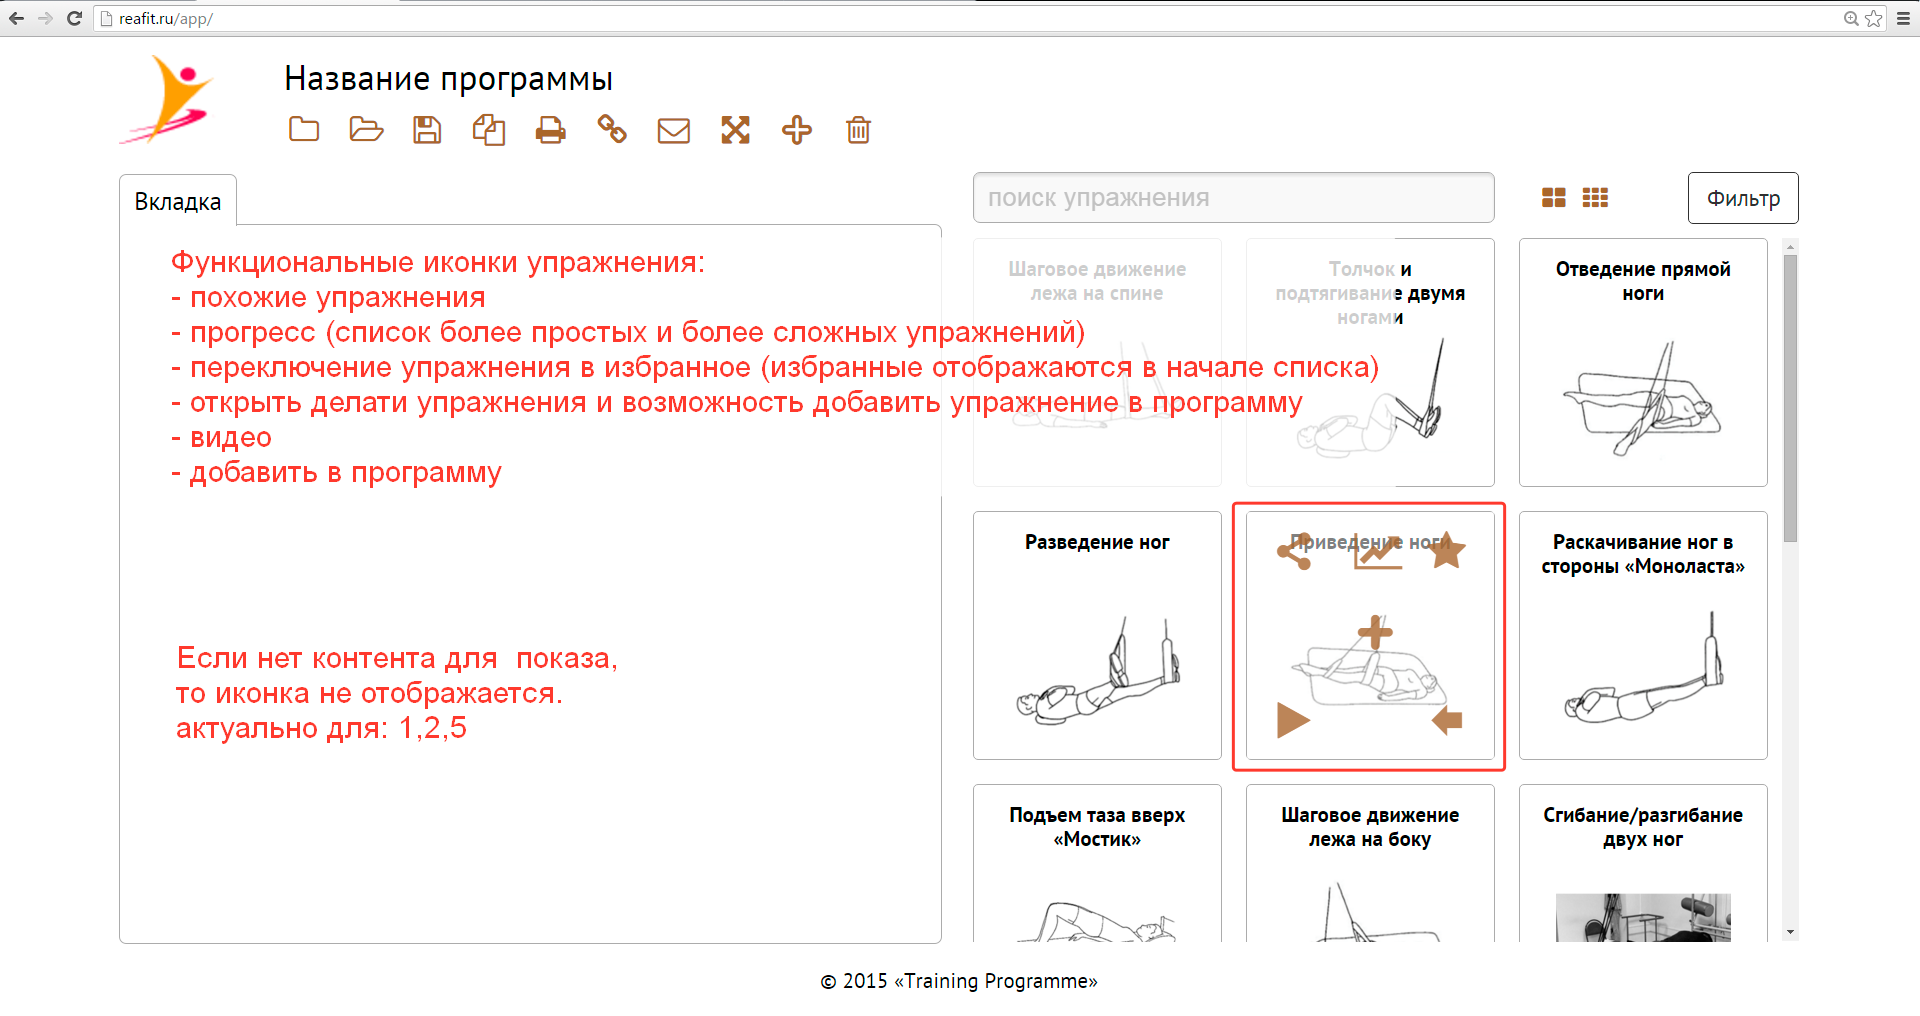 reafit.ru/app/
Название программы
Вкладка
поиск упражнения
Фильтр
Функциональные иконки упражнения:
- похожие упражнения
- прогресс (список более простых и более сложных упражнений)
- переключение упражнения в избранное (избранные отображаются в начале списка)
- открыть делати упражнения и возможность добавить упражнение в программу
- видео
- добавить в программу
Если нет контента для  показа,
то иконка не отображается.
актуально для: 1,2,5
Шаговое движение
лежа на спине
Толчок и
подтягивание двумя
ногами
Отведение прямой
ноги
Разведение ног
Приведение ноги
Раскачивание ног в
стороны «Моноласта»
Подъем таза вверх
«Мостик»
Шаговое движение
лежа на боку
Сгибание/разгибание
двух ног
© 2015 «Training Programme»